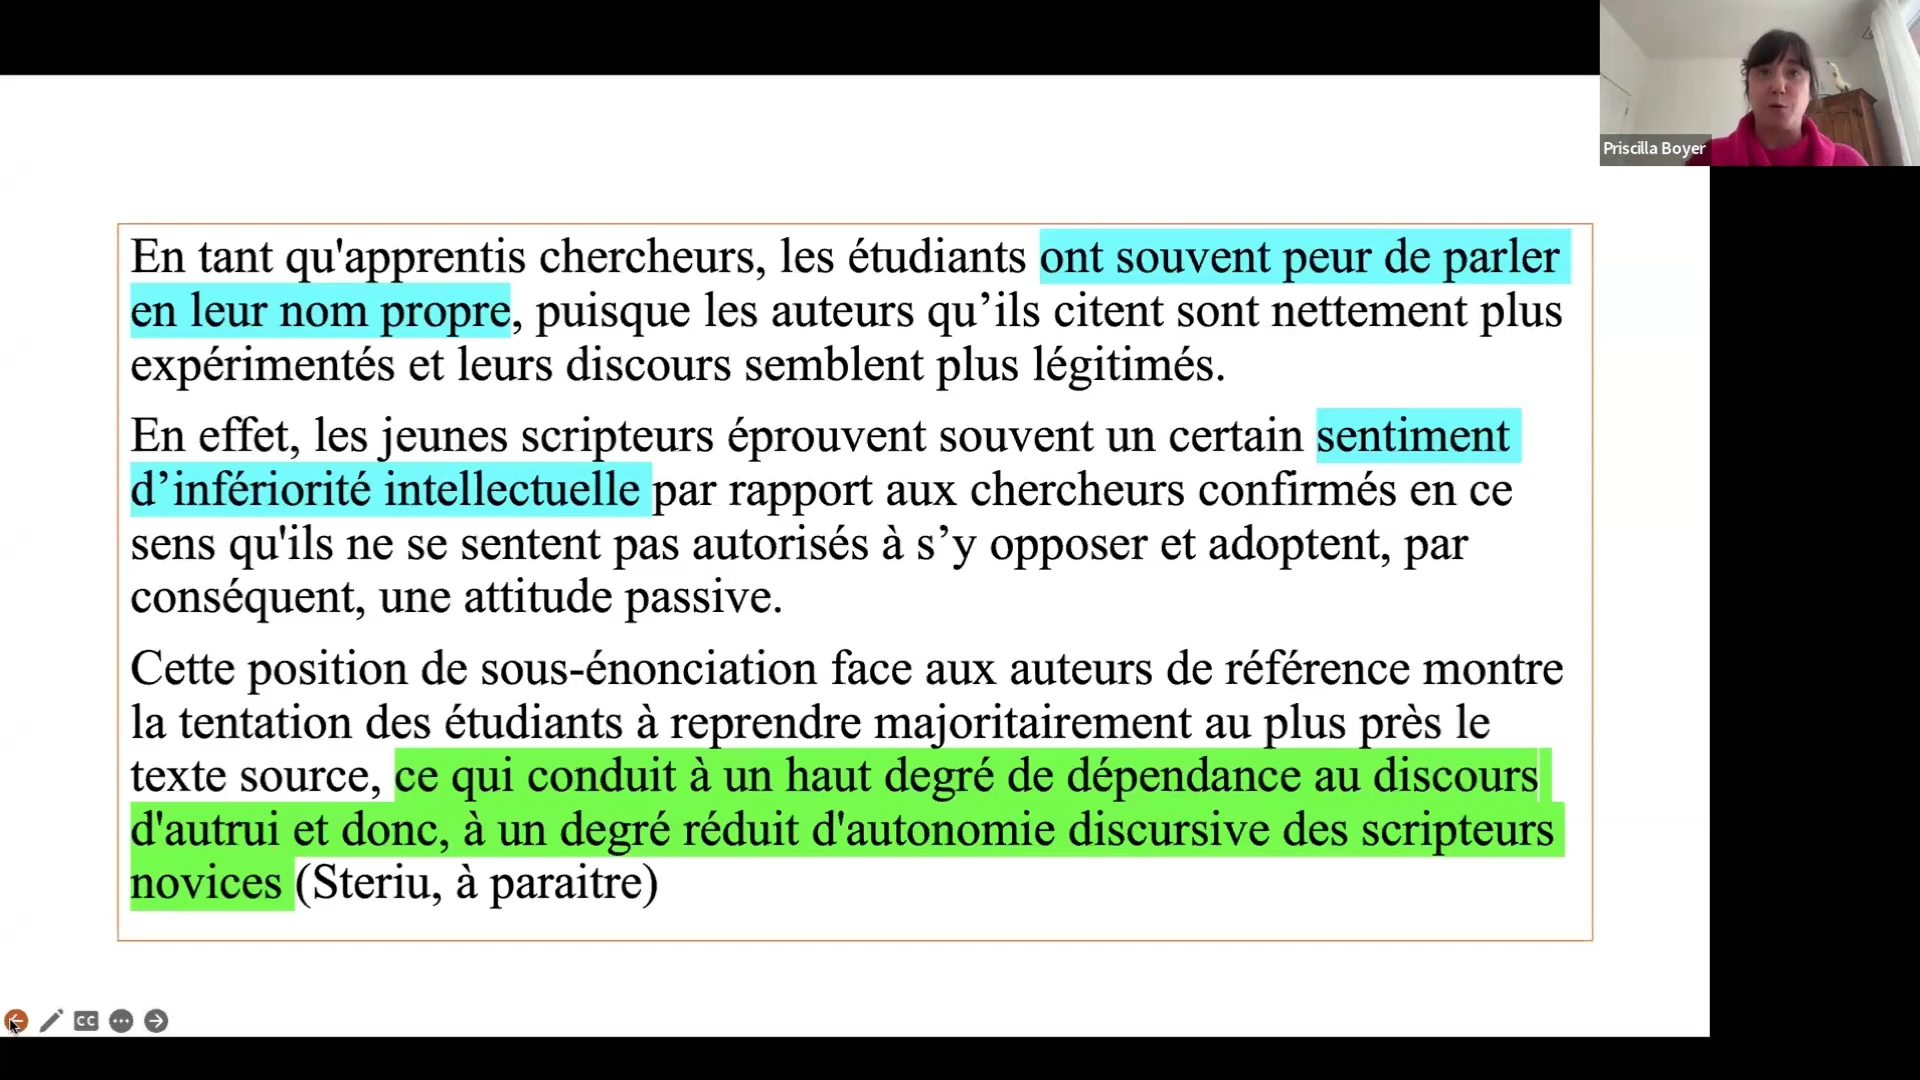 Priscilla Boyer
En tant qu'apprentis chercheurs, les étudiants ont souvent peur de parler
en leur nom propre, puisque les auteurs qu’ils citent sont nettement plus
expérimentés et leurs discours semblent plus légitimés.
En effet, les jeunes scripteurs éprouvent souvent un certain sentiment
d’infériorité intellectuelle par rapport aux chercheurs confirmés en ce
sens qu'ils ne se sentent pas autorisés à s’y opposer et adoptent, par
conséquent, une attitude passive.
Cette position de sous-énonciation face aux auteurs de référence montre
la tentation des étudiants à reprendre majoritairement au plus près le
texte source, ce qui conduit à un haut degré de dépendance au discours
d'autrui et donc, à un degré réduit d'autonomie discursive des scripteurs
novices (Steriu, à paraitre)
CC